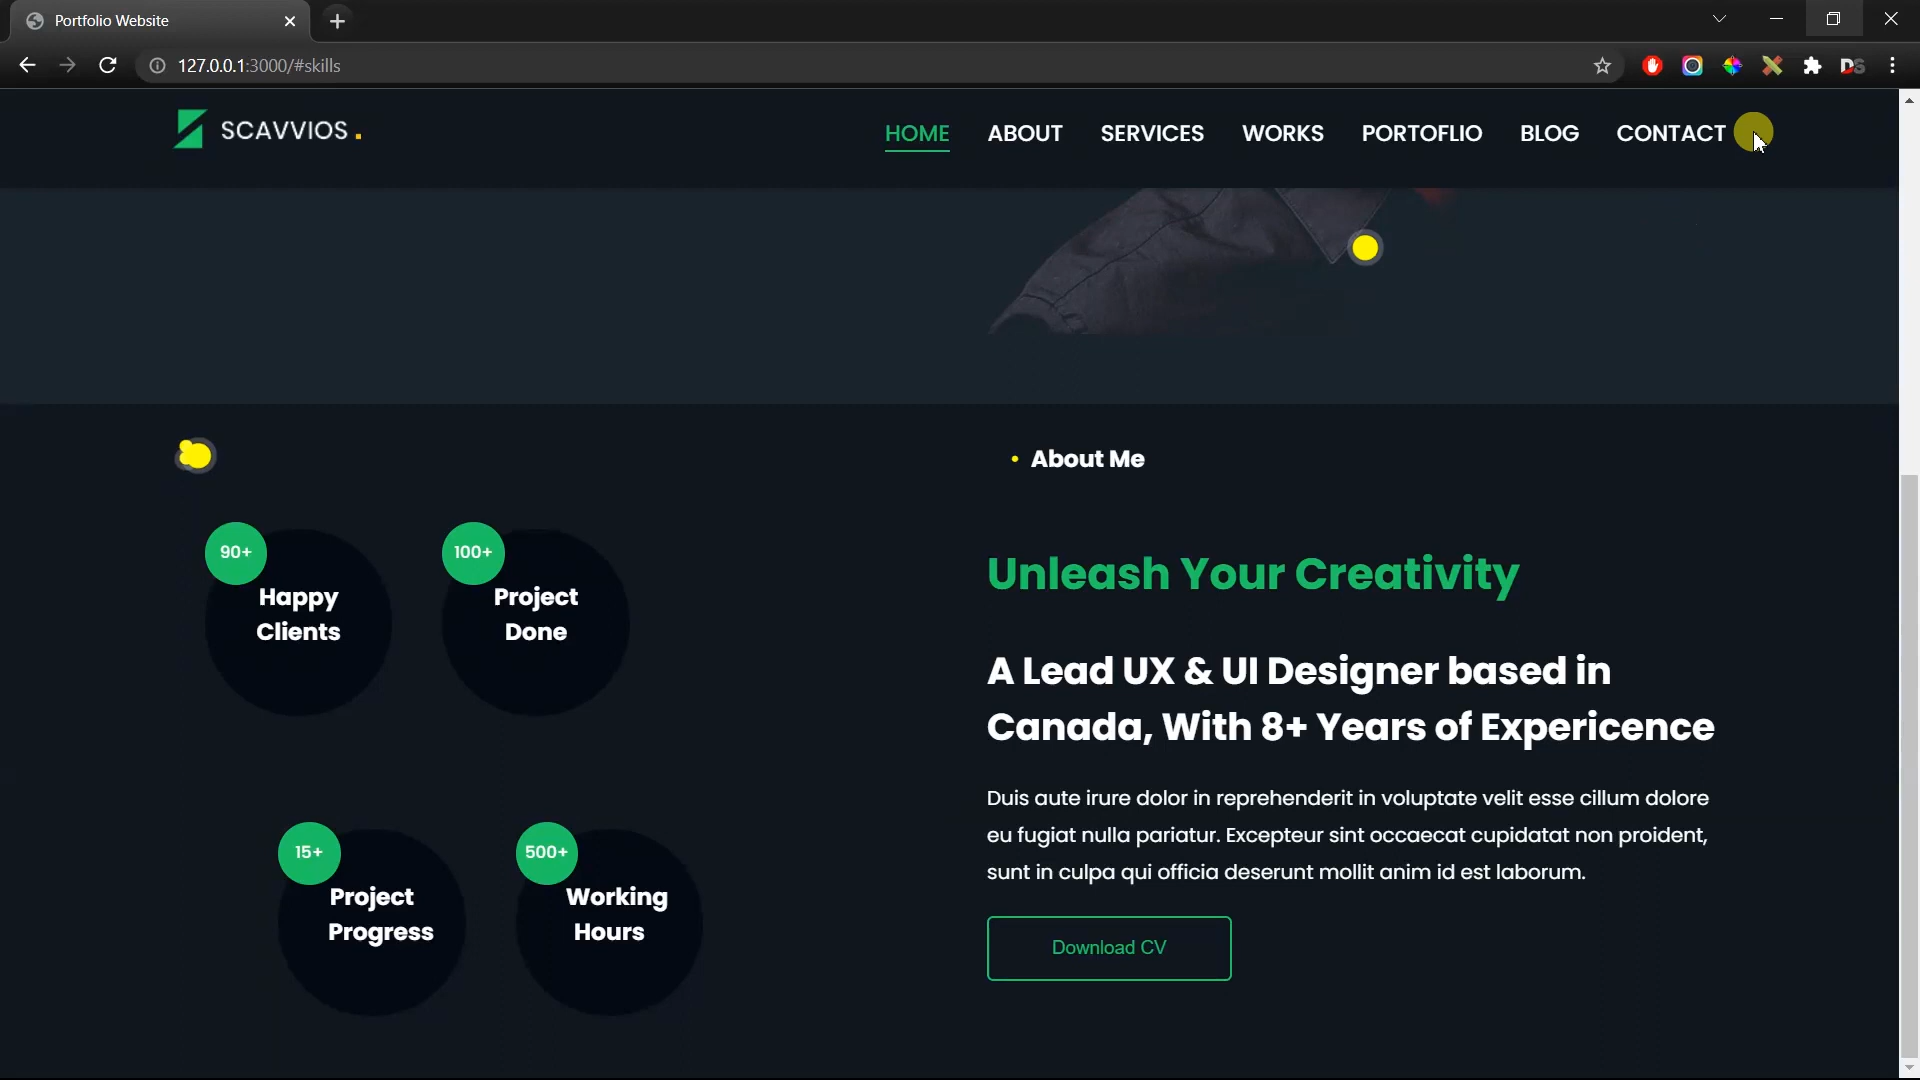 Portfolio Website
127.0.0.1:3000/#skills
SCAVVIOS .
HOME ABOUT SERVICES WORKS PORTOFLIO BLOG CONTACT
• About Me
90+
Happy
Clients
100+
Project
Done
15+
Project
Progress
500+
Working
Hours
Unleash Your Creativity
A Lead UX & UI Designer based in
Canada, With 8+ Years of Expericence
Duis aute irure dolor in reprehenderit in voluptate velit esse cillum dolore
eu fugiat nulla pariatur. Excepteur sint occaecat cupidatat non proident,
sunt in culpa qui officia deserunt mollit anim id est laborum.
Download CV